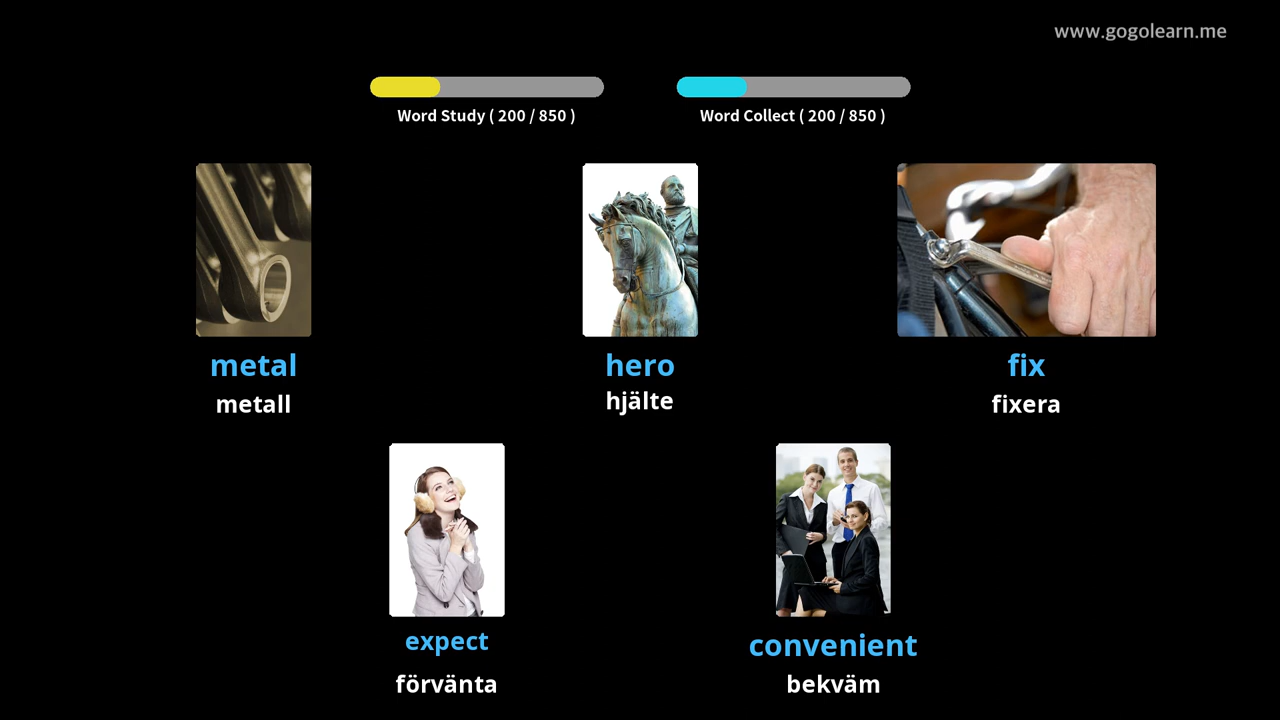 www.gogolearn.me
Word Study ( 200 / 850 )
Word Collect ( 200 / 850 )
metal
metall
hero
hjälte
fix
fixera
expect
förvänta
convenient
bekväm